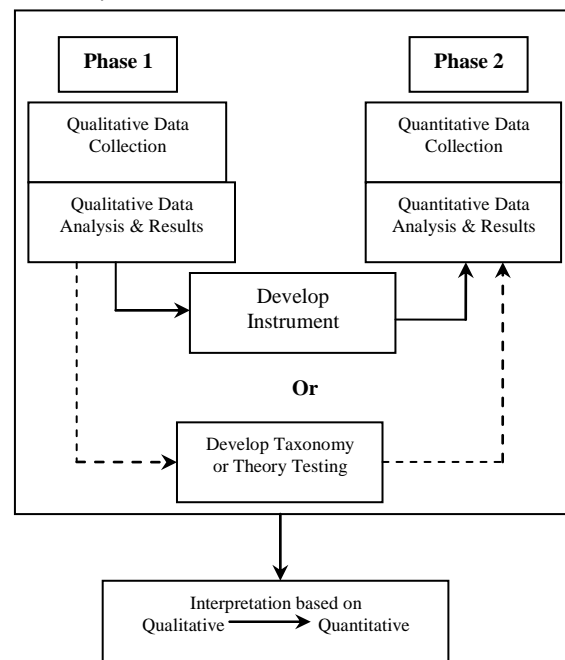 Phase 1
Phase 2
Qualitative Data
Collection
Quantitative Data
Collection
Qualitative Data
Analysis & Results
Quantitative Data
Analysis & Results
Develop
Instrument
Or
Develop Taxonomy
or Theory Testing
Interpretation based on
Qualitative Quantitative